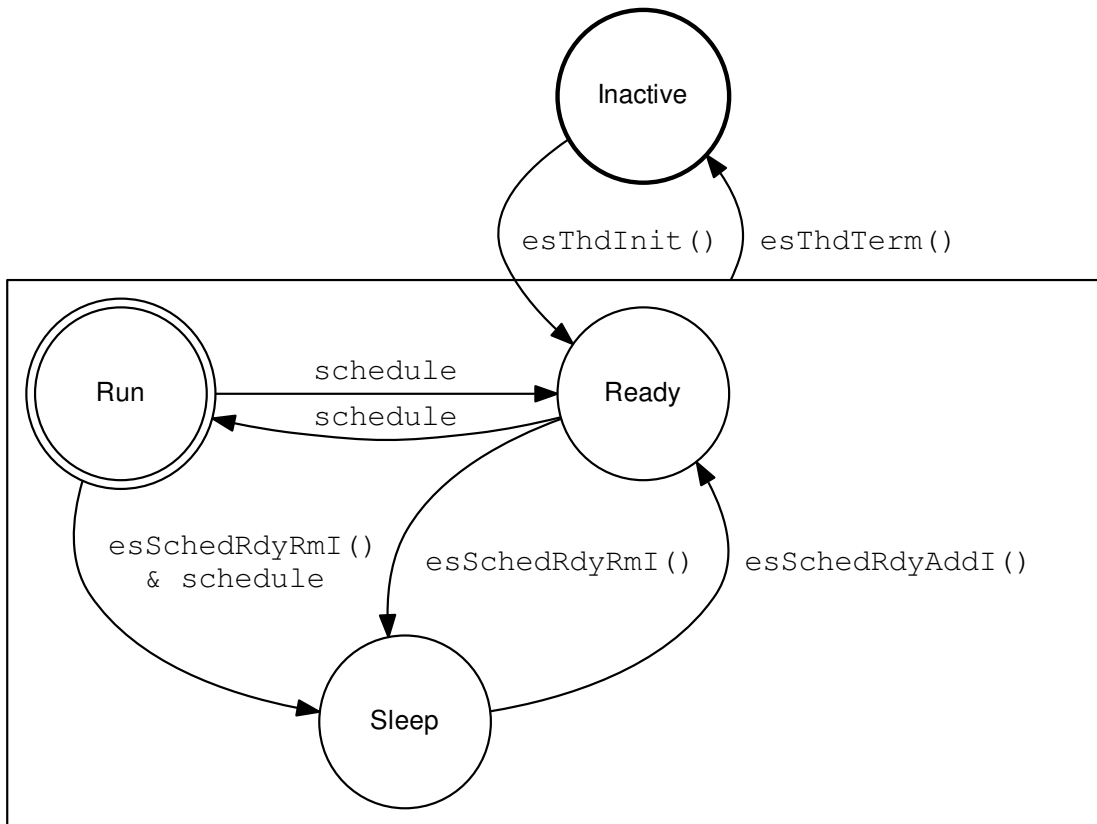 Inactive
esThdInit()
esThdTerm()
Run
schedule
schedule
Ready
esSchedRdyRmI()
& schedule
esSchedRdyRmI()
esSchedRdyAddI()
Sleep